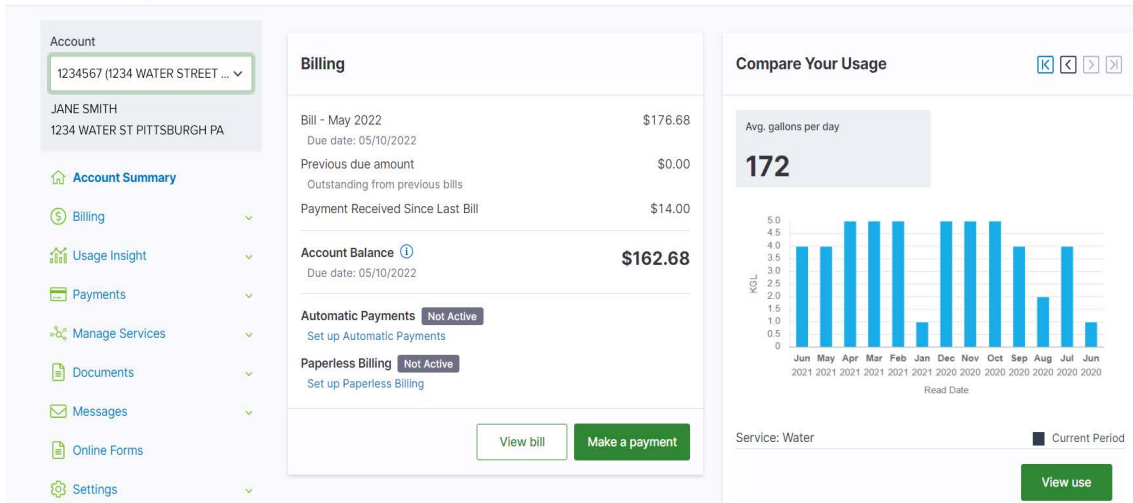 Account
1234567 (1234 WATER STREET ...
JANE SMITH
1234 WATER ST PITTSBURGH PA
Account Summary
Billing
Usage Insight
Payments
Manage Services
Documents
Messages
Online Forms
Settings
Billing
Bill - May 2022 $176.68
Due date: 05/10/2022
Previous due amount $0.00
Outstanding from previous bills
Payment Received Since Last Bill $14.00
Account Balance $162.68
Due date: 05/10/2022
Automatic Payments Not Active
Set up Automatic Payments
Paperless Billing Not Active
Set up Paperless Billing
View bill Make a payment
Compare Your Usage
Avg. gallons per day
172
5.0
4.5
4.0
3.5
3.0
2.5
2.0
1.5
1.0
0.5
0
KGL
Jun May Apr Mar Feb Jan Dec Nov Oct Sep Aug Jul Jun
2021 2021 2021 2021 2021 2021 2020 2020 2020 2020 2020 2020 2020
Read Date
Service: Water Current Period
View use